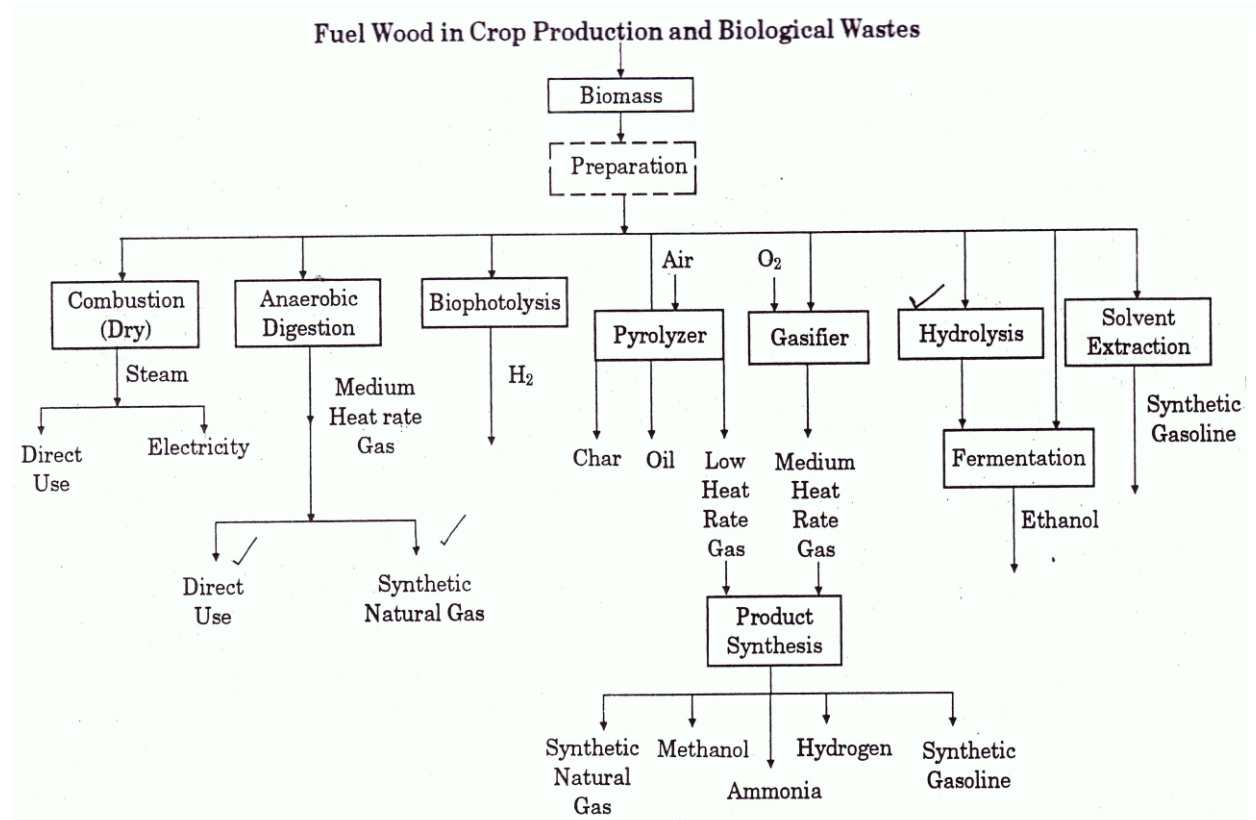 Fuel Wood in Crop Production and Biological Wastes
Biomass
Preparation
Air
O₂
Combustion
(Dry)
Anaerobic
Digestion
Biophotolysis
Pyrolyzer
Gasifier
Hydrolysis
Solvent
Extraction
Steam
Medium
Heat rate
Gas
H₂
Synthetic
Gasoline
Direct
Use
Electricity
Char
Oil
Low
Heat
Rate
Gas
Medium
Heat
Rate
Gas
Fermentation
Ethanol
Direct
Use
Synthetic
Natural Gas
Product
Synthesis
Synthetic
Natural
Gas
Methanol
Ammonia
Hydrogen
Synthetic
Gasoline